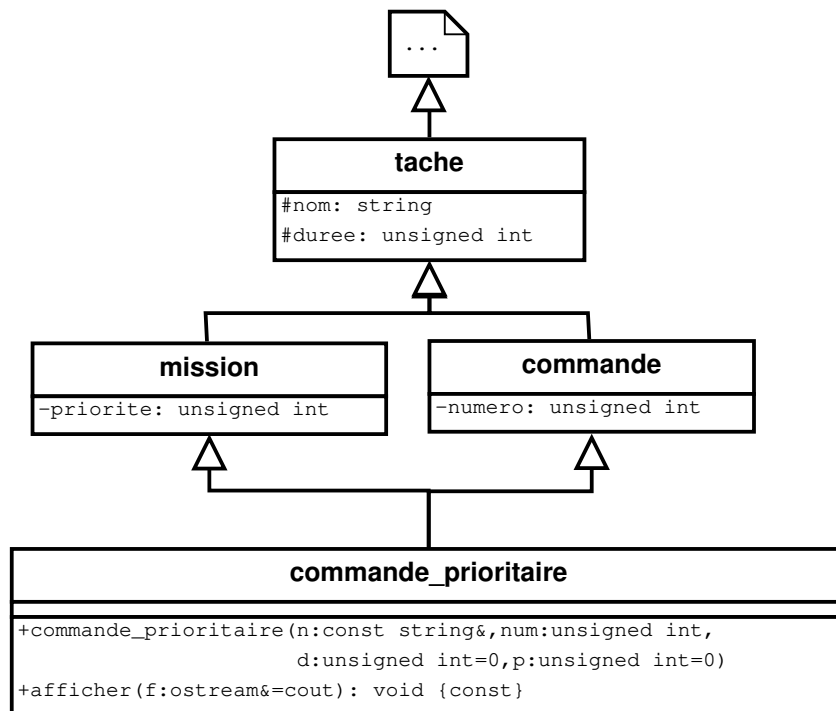 ...
tache
#nom: string
#duree: unsigned int
mission
-priorite: unsigned int
commande
-numero: unsigned int
commande_prioritaire
+commande_prioritaire(n:const string&,num:unsigned int,
d:unsigned int=0,p:unsigned int=0)
+afficher(f:ostream&=cout): void {const}